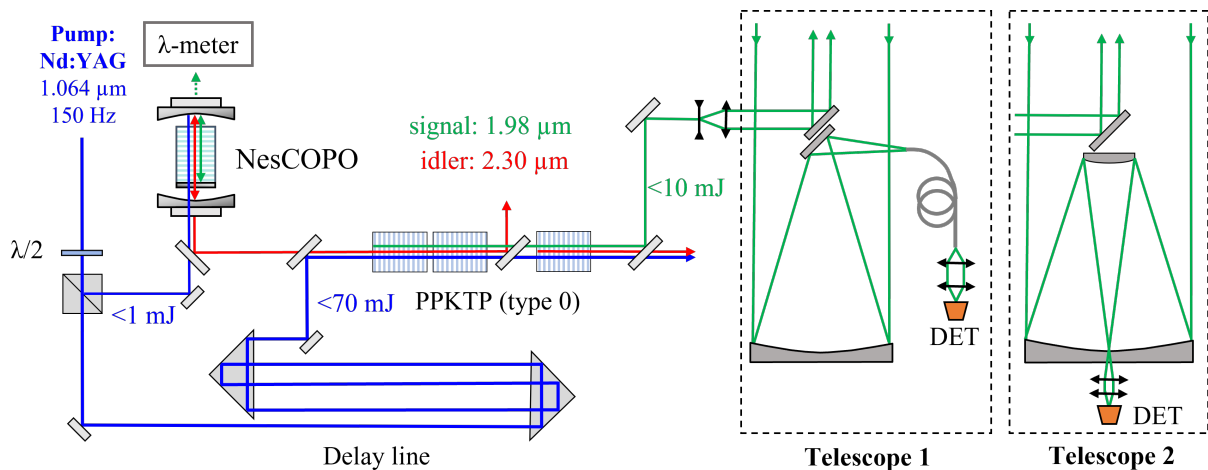 Pump:
Nd:YAG
1.064 µm
150 Hz
λ-meter
NesCOPO
λ/2
<1 mJ
signal: 1.98 µm
idler: 2.30 µm
<10 mJ
<70 mJ
PPKTP (type 0)
Delay line
DET
Telescope 1
DET
Telescope 2